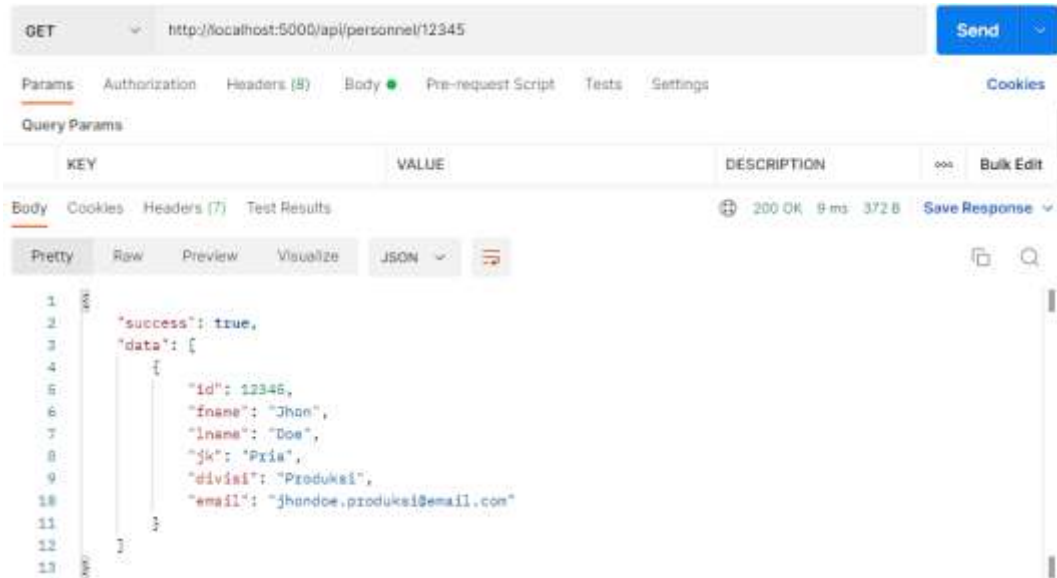 GET http://localhost:5000/api/personnel/12345 Send
Params Authorization Headers (8) Body Pre-request Script Tests Settings Cookies
Query Params
KEY VALUE DESCRIPTION ooo Bulk Edit
Body Cookies Headers (7) Test Results 200 OK 9 ms 372 B Save Response
Pretty Raw Preview Visualize JSON
1 {
2 "success": true,
3 "data": [
4 {
5 "id": 12345,
6 "fname": "Jhon",
7 "lname": "Doe",
8 "jk": "Pria",
9 "divisi": "Produksi",
10 "email": "jhondoe.produksi@email.com"
11 }
12 ]
13 }